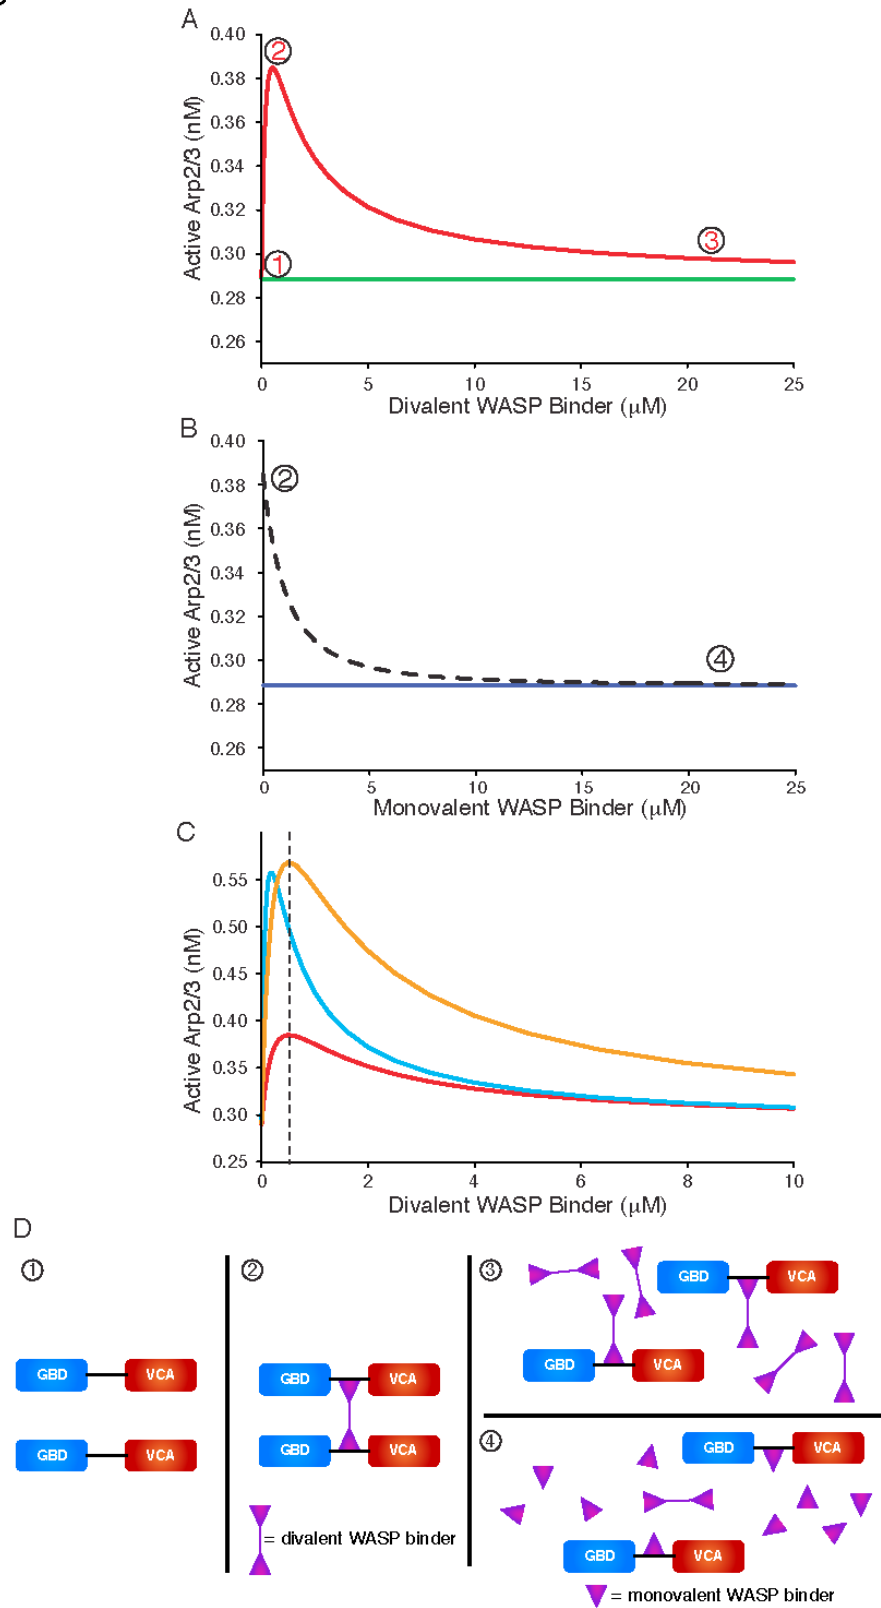 A
0.40
0.38
0.36
0.34
0.32
0.30
0.28
0.26
Active Arp2/3 (nM)
2
1
3
0 5 10 15 20 25
Divalent WASP Binder (μM)
B
0.40
0.38
0.36
0.34
0.32
0.30
0.28
0.26
Active Arp2/3 (nM)
2
4
0 5 10 15 20 25
Monovalent WASP Binder (μM)
C
0.55
0.50
0.45
0.40
0.35
0.30
0.25
Active Arp2/3 (nM)
0 2 4 6 8 10
Divalent WASP Binder (μM)
D
1
GBD VCA
GBD VCA
2
GBD VCA
GBD VCA
= divalent WASP binder
3
GBD VCA
GBD VCA
4
GBD VCA
GBD VCA
= monovalent WASP binder